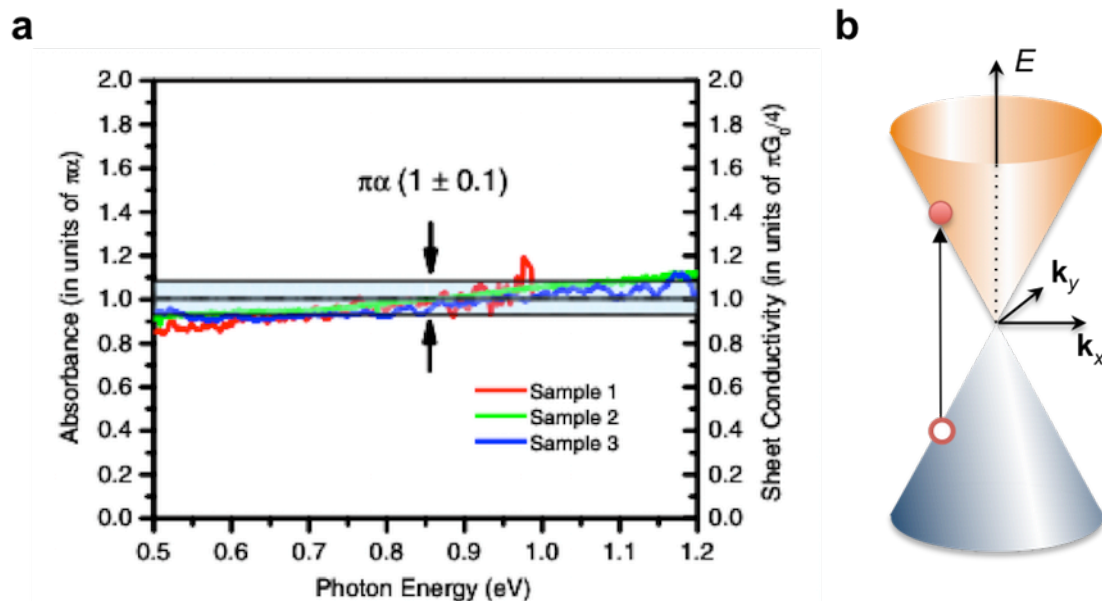 a
b
2.0
1.8
1.6
1.4
1.2
1.0
0.8
0.6
0.4
0.2
0.0
Absorbance (in units of πα)
πα (1 ± 0.1)
Sample 1
Sample 2
Sample 3
0.5 0.6 0.7 0.8 0.9 1.0 1.1 1.2
Photon Energy (eV)
2.0
1.8
1.6
1.4
1.2
1.0
0.8
0.6
0.4
0.2
0.0
Sheet Conductivity (in units of πG₀/4)
E
k_y
k_x